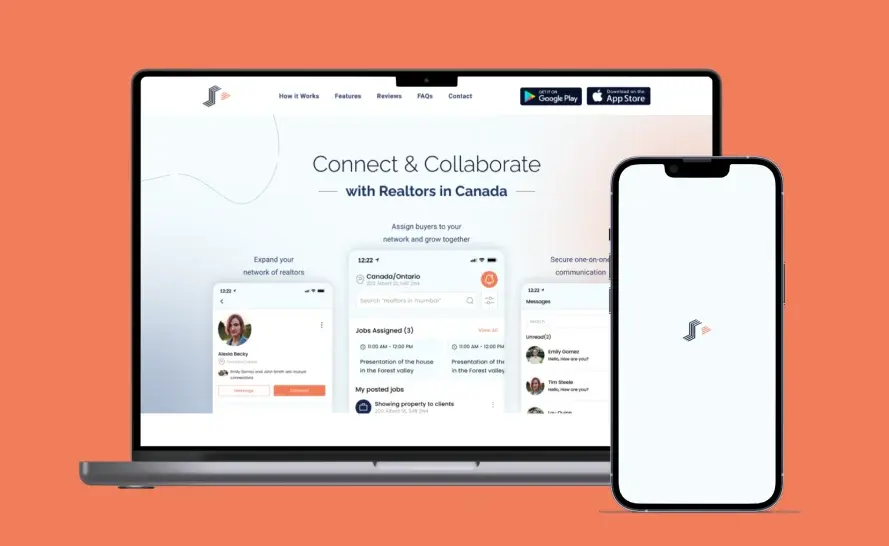 How it Works Features Reviews FAQs Contact
GET IT ON
Google Play
Download on the
App Store
Connect & Collaborate
with Realtors in Canada
Assign buyers to your
network and grow together
Expand your
network of realtors
Secure one-on-one
communication
12:22
Alexia Becky
Emily Gomez and John Smith are mutual
connections
Message
12:22
Canada/Ontario
Search "realtors in mumbai"
Jobs Assigned (3) View All
11:00 AM - 12:00 PM 11:00 AM - 12:00 PM
Presentation of the house Presentation of th
in the Forest valley in the Forest valley
My posted jobs
Showing property to clients
12:22
Messages
Search
Unread(2)
Emily Gomez
Hello, How are you?
Tim Steele
Hello, How are you?